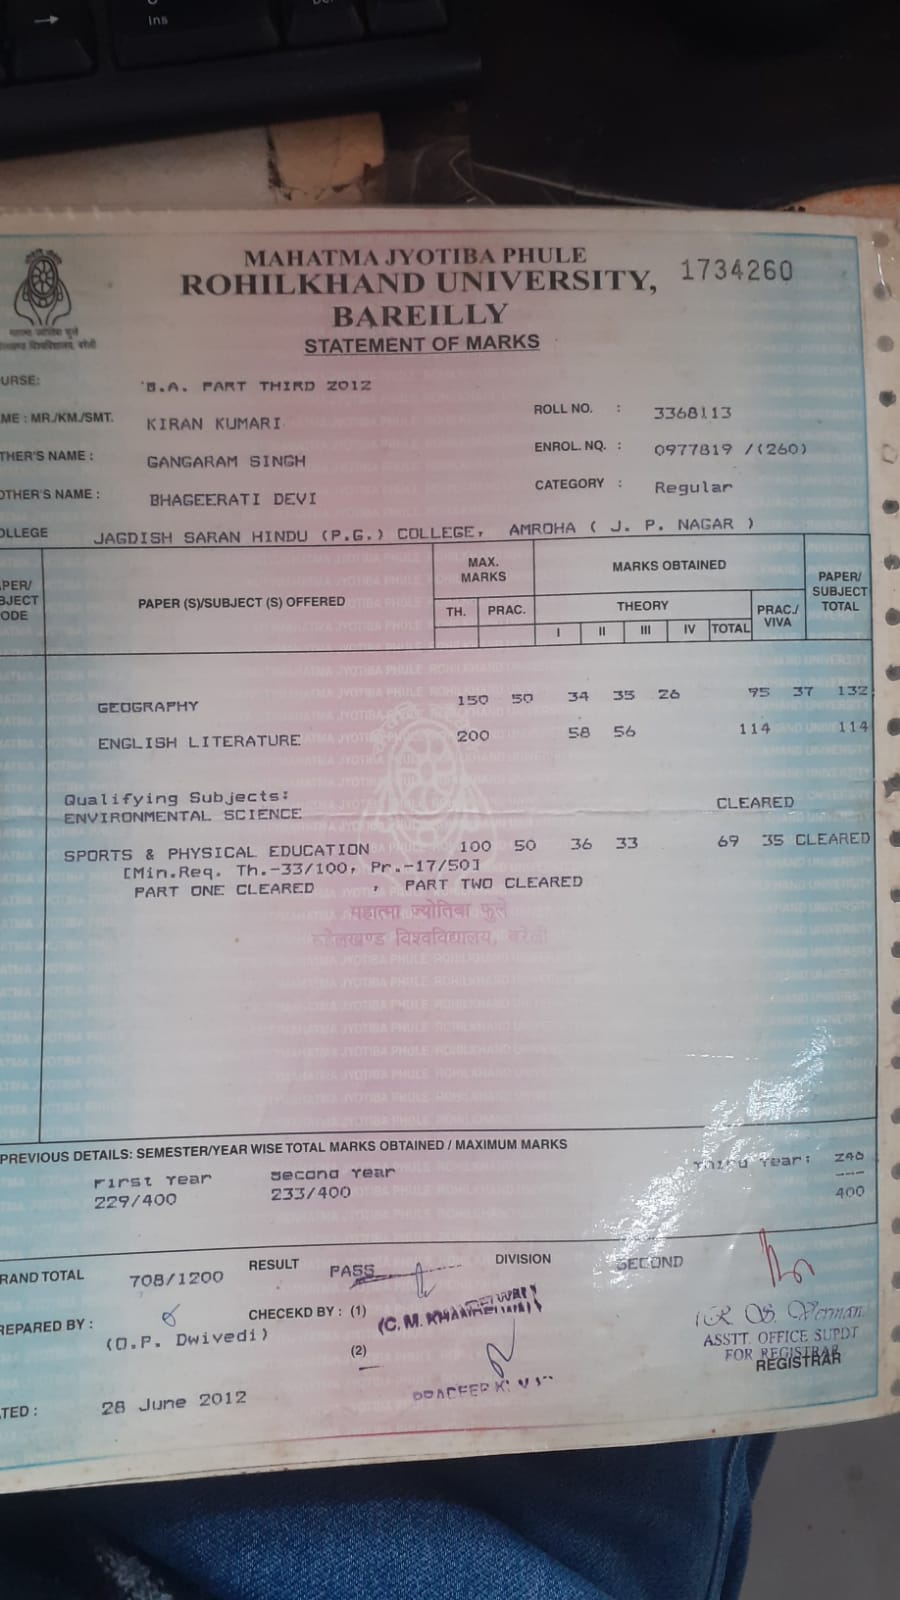 Ins
MAHATMA JYOTIBA PHULE
ROHILKHAND UNIVERSITY,
BAREILLY
1734260
STATEMENT OF MARKS
महात्मा ज्योतिबा फुले
विश्वविद्यालय, बरेली
URSE: B.A. PART THIRD 2012
ME : MR./KM./SMT. KIRAN KUMARI
ROLL NO. : 3368113
THER'S NAME : GANGARAM SINGH
ENROL. NO. : 0977819 /(260)
OTHER'S NAME : BHAGEERATI DEVI
CATEGORY : Regular
OLLEGE JAGDISH SARAN HINDU (P.G.) COLLEGE, AMROHA ( J. P. NAGAR )
PER/ BJECT ODE
PAPER (S)/SUBJECT (S) OFFERED
MAX. MARKS
MARKS OBTAINED
PAPER/ SUBJECT TOTAL
TH. PRAC.
THEORY
PRAC./ VIVA
I II III IV TOTAL
GEOGRAPHY 150 50 34 35 26 95 37 132
ENGLISH LITERATURE 200 58 56 114 114
Qualifying Subjects:
ENVIRONMENTAL SCIENCE CLEARED
SPORTS & PHYSICAL EDUCATION 100 50 36 33 69 35 CLEARED
[Min.Req. Th.-33/100, Pr.-17/50]
PART ONE CLEARED , PART TWO CLEARED
महात्मा ज्योतिबा फुले
रुहेलखण्ड विश्वविद्यालय, बरेली
PREVIOUS DETAILS: SEMESTER/YEAR WISE TOTAL MARKS OBTAINED / MAXIMUM MARKS
First Year Second Year Third Year: 246
229/400 233/400 400
RAND TOTAL 708/1200 RESULT PASS DIVISION SECOND
REPARED BY : (O.P. Dwivedi)
CHECEKD BY : (1) (C. M. KHANDELWAL)
(2)
PRADEEP
(R. S. Verman)
ASSTT. OFFICE SUPDT
FOR REGISTRAR
REGISTRAR
TED : 28 June 2012